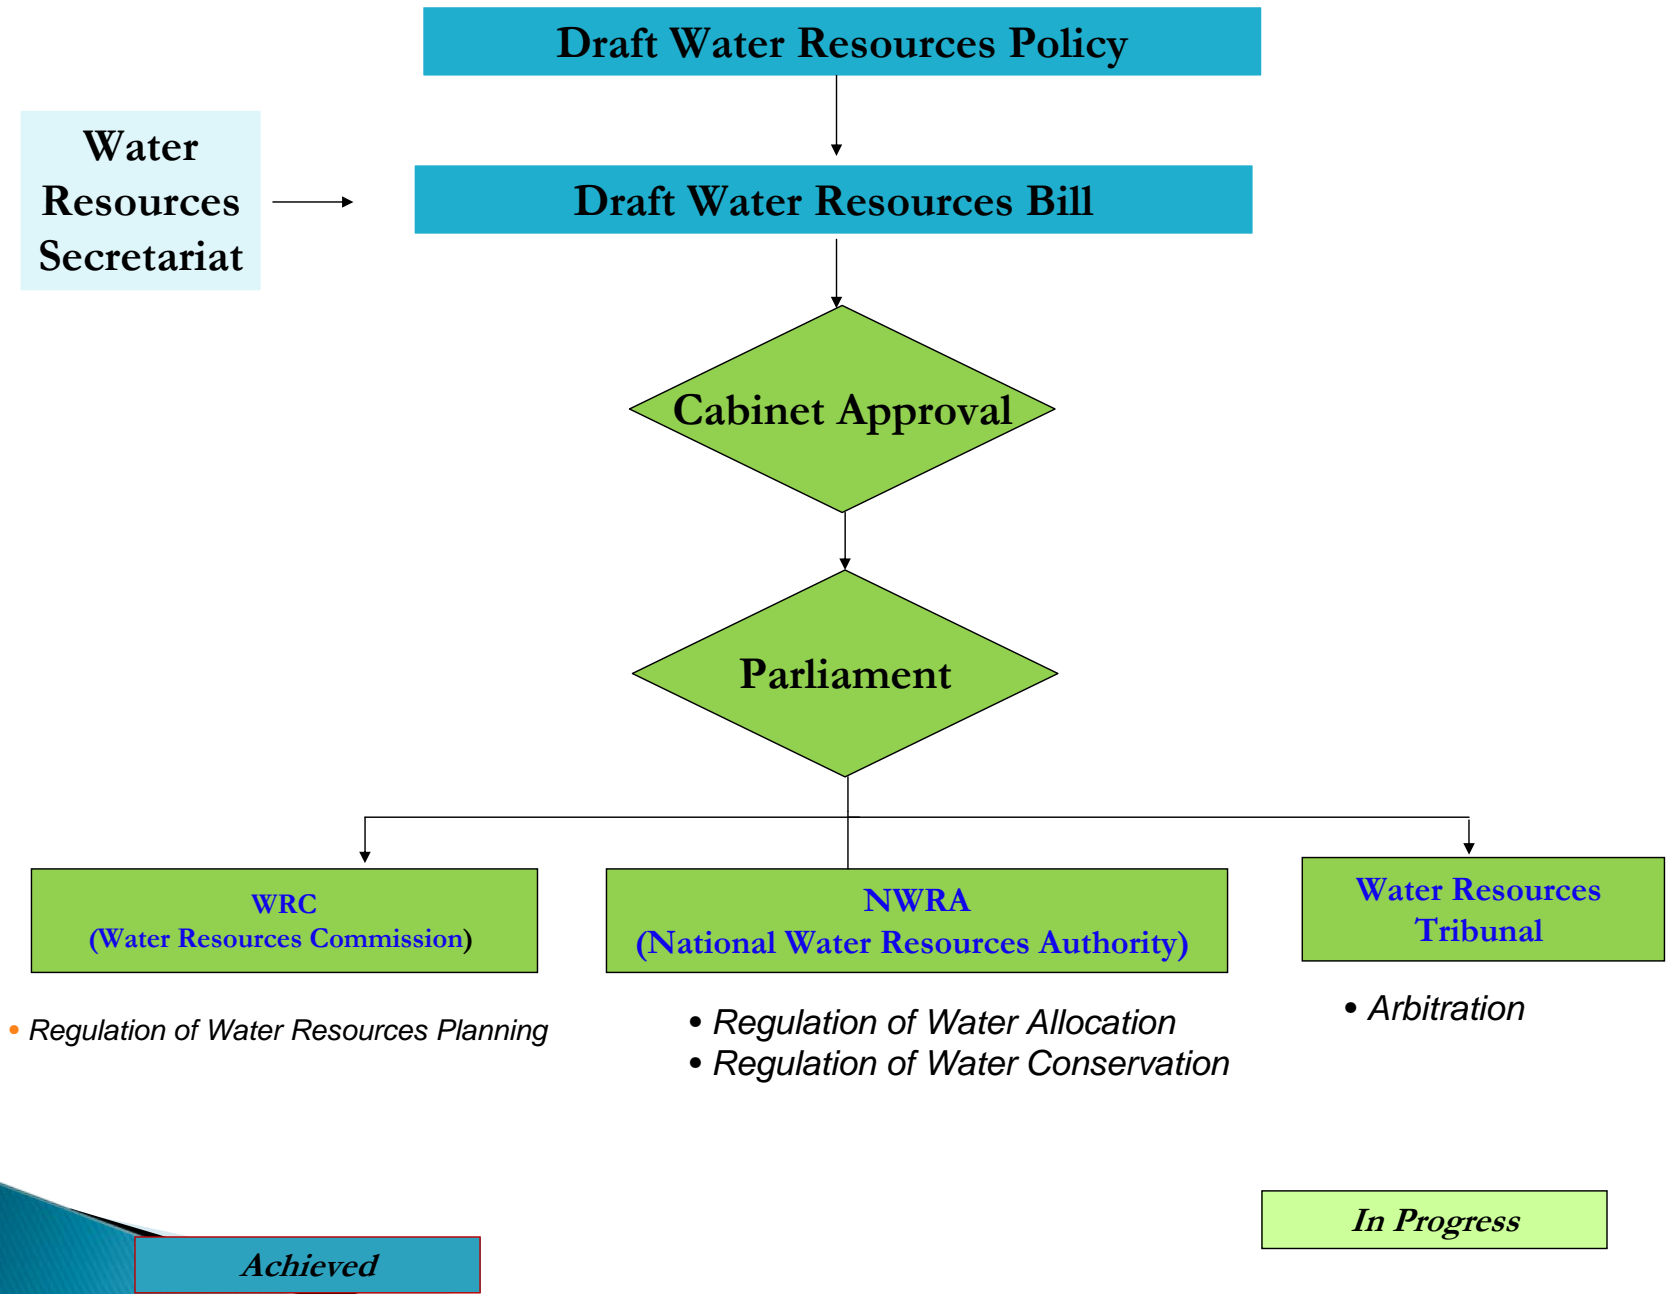 Draft Water Resources Policy
Water
Resources
Secretariat
Draft Water Resources Bill
Cabinet Approval
Parliament
WRC
(Water Resources Commission)
NWRA
(National Water Resources Authority)
Water Resources
Tribunal
• Regulation of Water Resources Planning
• Regulation of Water Allocation
• Regulation of Water Conservation
• Arbitration
In Progress
Achieved